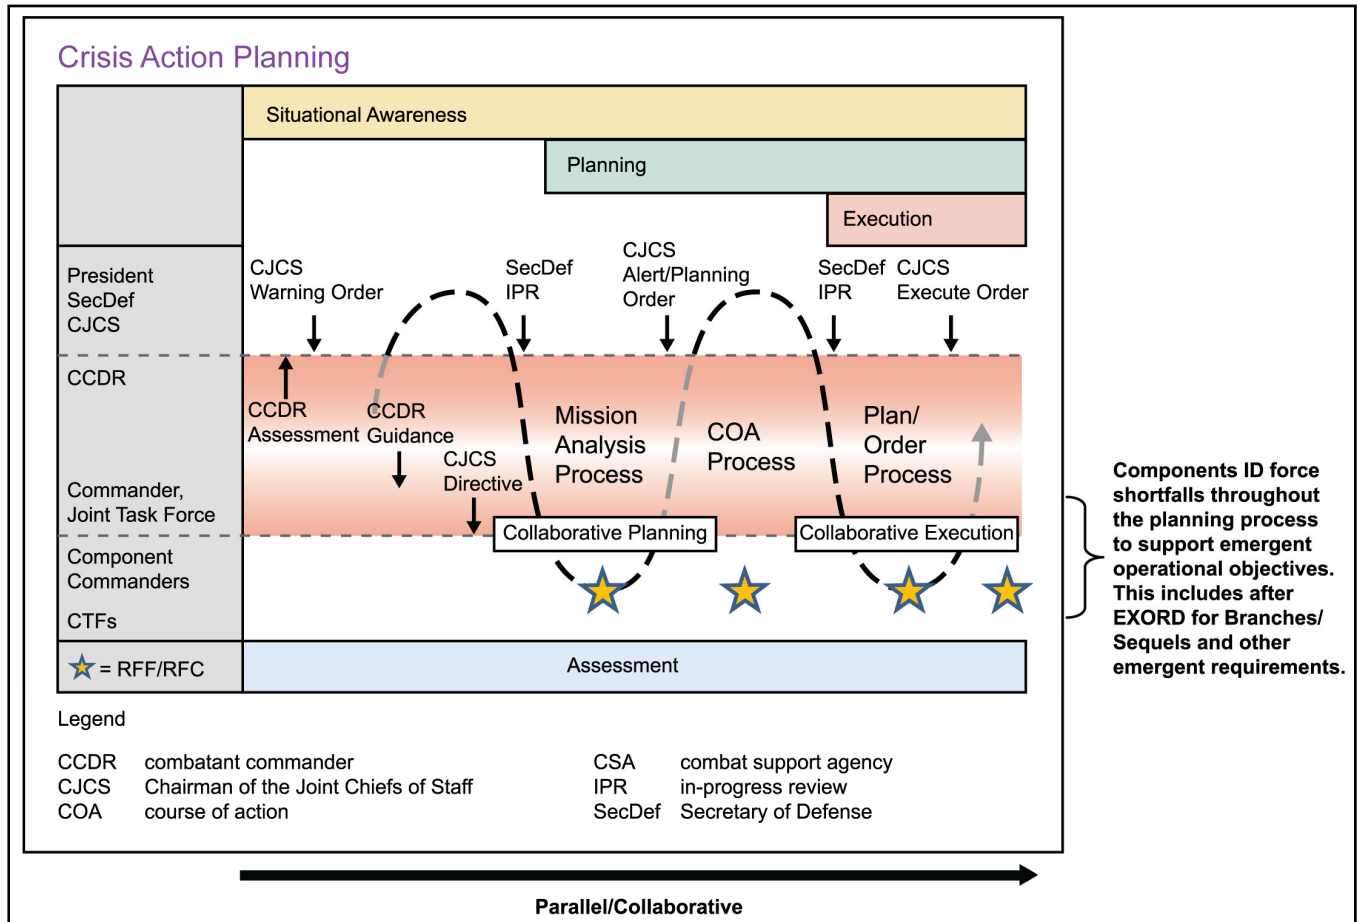 Crisis Action Planning
Situational Awareness
Planning
Execution
President
SecDef
CJCS
CJCS
Warning Order
SecDef
IPR
CJCS
Alert/Planning
Order
SecDef
IPR
CJCS
Execute Order
CCDR
CCDR
Assessment
CCDR
Guidance
CJCS
Directive
Mission
Analysis
Process
COA
Process
Plan/
Order
Process
Commander,
Joint Task Force
Collaborative Planning
Collaborative Execution
Component
Commanders
CTFs
= RFF/RFC
Assessment
Components ID force
shortfalls throughout
the planning process
to support emergent
operational objectives.
This includes after
EXORD for Branches/
Sequels and other
emergent requirements.
Legend
CCDR combatant commander
CJCS Chairman of the Joint Chiefs of Staff
COA course of action
CSA combat support agency
IPR in-progress review
SecDef Secretary of Defense
Parallel/Collaborative